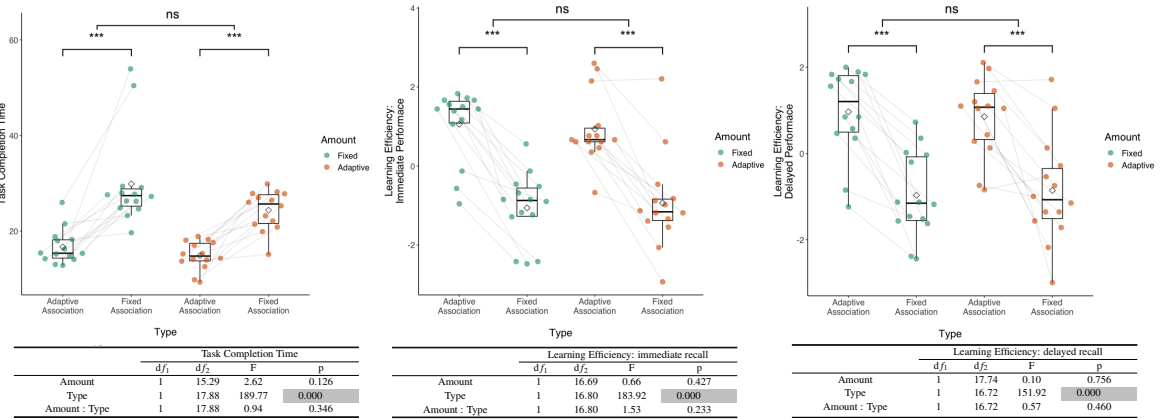 ns
***
***
60
40
20
Task Completion Time
Adaptive Association
Fixed Association
Adaptive Association
Fixed Association
Type
Amount
Fixed
Adaptive
ns
***
***
4
2
0
-2
Learning Efficiency:
Immediate Performace
Adaptive Association
Fixed Association
Adaptive Association
Fixed Association
Type
Amount
Fixed
Adaptive
ns
***
***
2
0
-2
Learning Efficiency:
Delayed Performace
Adaptive Association
Fixed Association
Adaptive Association
Fixed Association
Type
Amount
Fixed
Adaptive
Task Completion Time
df1 df2 F p
Amount 1 15.29 2.62 0.126
Type 1 17.88 189.77 0.000
Amount : Type 1 17.88 0.94 0.346
Learning Efficiency: immediate recall
df1 df2 F p
Amount 1 16.69 0.66 0.427
Type 1 16.80 183.92 0.000
Amount : Type 1 16.80 1.53 0.233
Learning Efficiency: delayed recall
df1 df2 F p
Amount 1 17.74 0.10 0.756
Type 1 16.72 151.92 0.000
Amount : Type 1 16.72 0.57 0.460